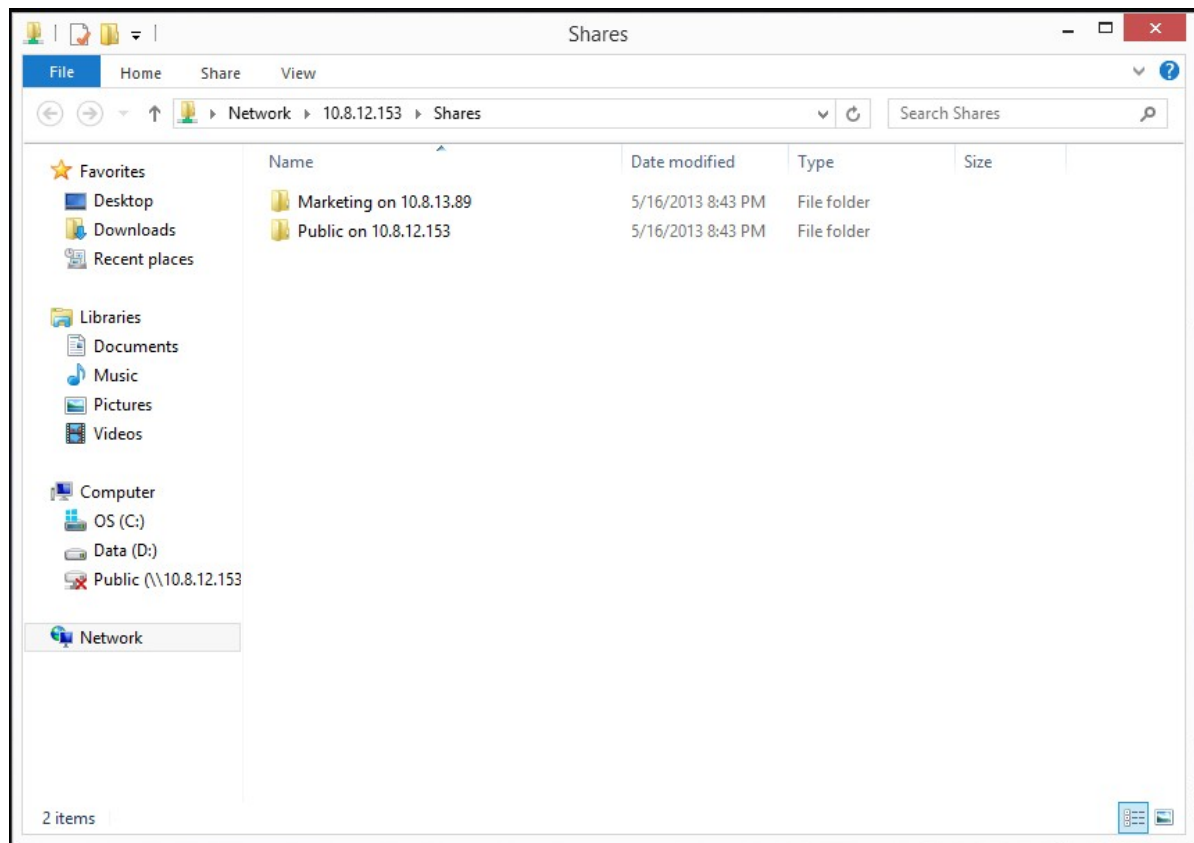 Shares
File Home Share View
Network 10.8.12.153 Shares
Search Shares
Favorites
Desktop
Downloads
Recent places
Libraries
Documents
Music
Pictures
Videos
Computer
OS (C:)
Data (D:)
Public (\\10.8.12.153
Network
Name Date modified Type Size
Marketing on 10.8.13.89 5/16/2013 8:43 PM File folder
Public on 10.8.12.153 5/16/2013 8:43 PM File folder
2 items